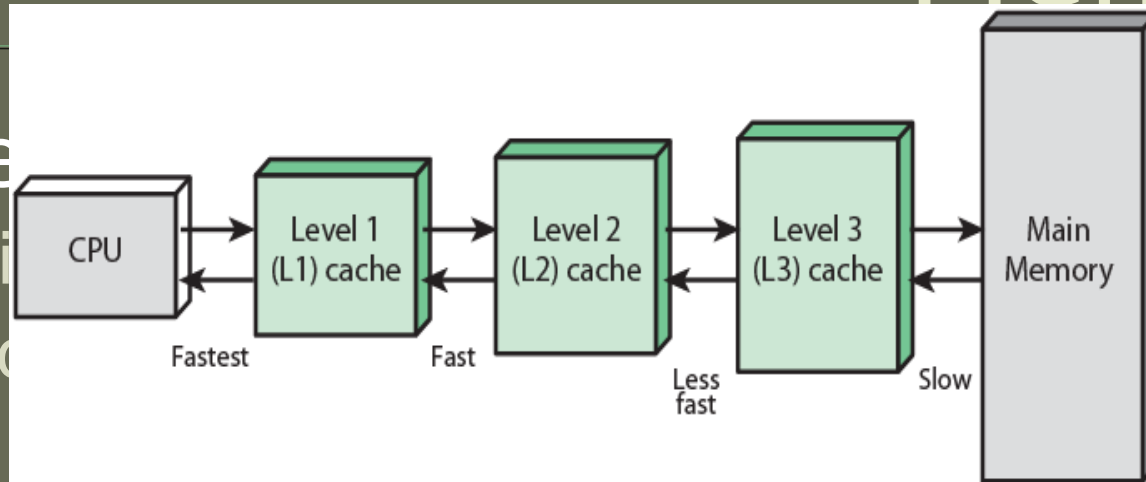 CPU
Level 1
(L1) cache
Level 2
(L2) cache
Level 3
(L3) cache
Main
Memory
Fastest
Fast
Less
fast
Slow